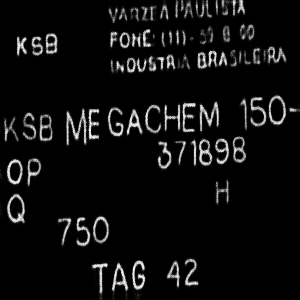 VARZEA PAULISTA
KSB FONE (11)
INDUSTRIA BRASILEIRA
KSB MEGACHEM 150-
OP 371898
Q H
750
TAG 42